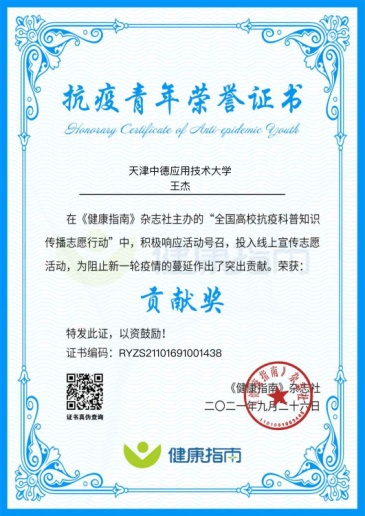 抗疫青年荣誉证书
Honorary Certificate of Anti-epidemic Youth
天津中德应用技术大学
王杰
在《健康指南》杂志社主办的“全国高校抗疫科普知识
传播志愿行动”中，积极响应活动号召，投入线上宣传志愿
活动，为阻止新一轮疫情的蔓延作出了突出贡献。荣获：
贡献奖
特发此证，以资鼓励！
证书编码：RYZS21101691001438
证书真伪查询
《健康指南》杂志社
二〇二一年九月二十六日
健康指南